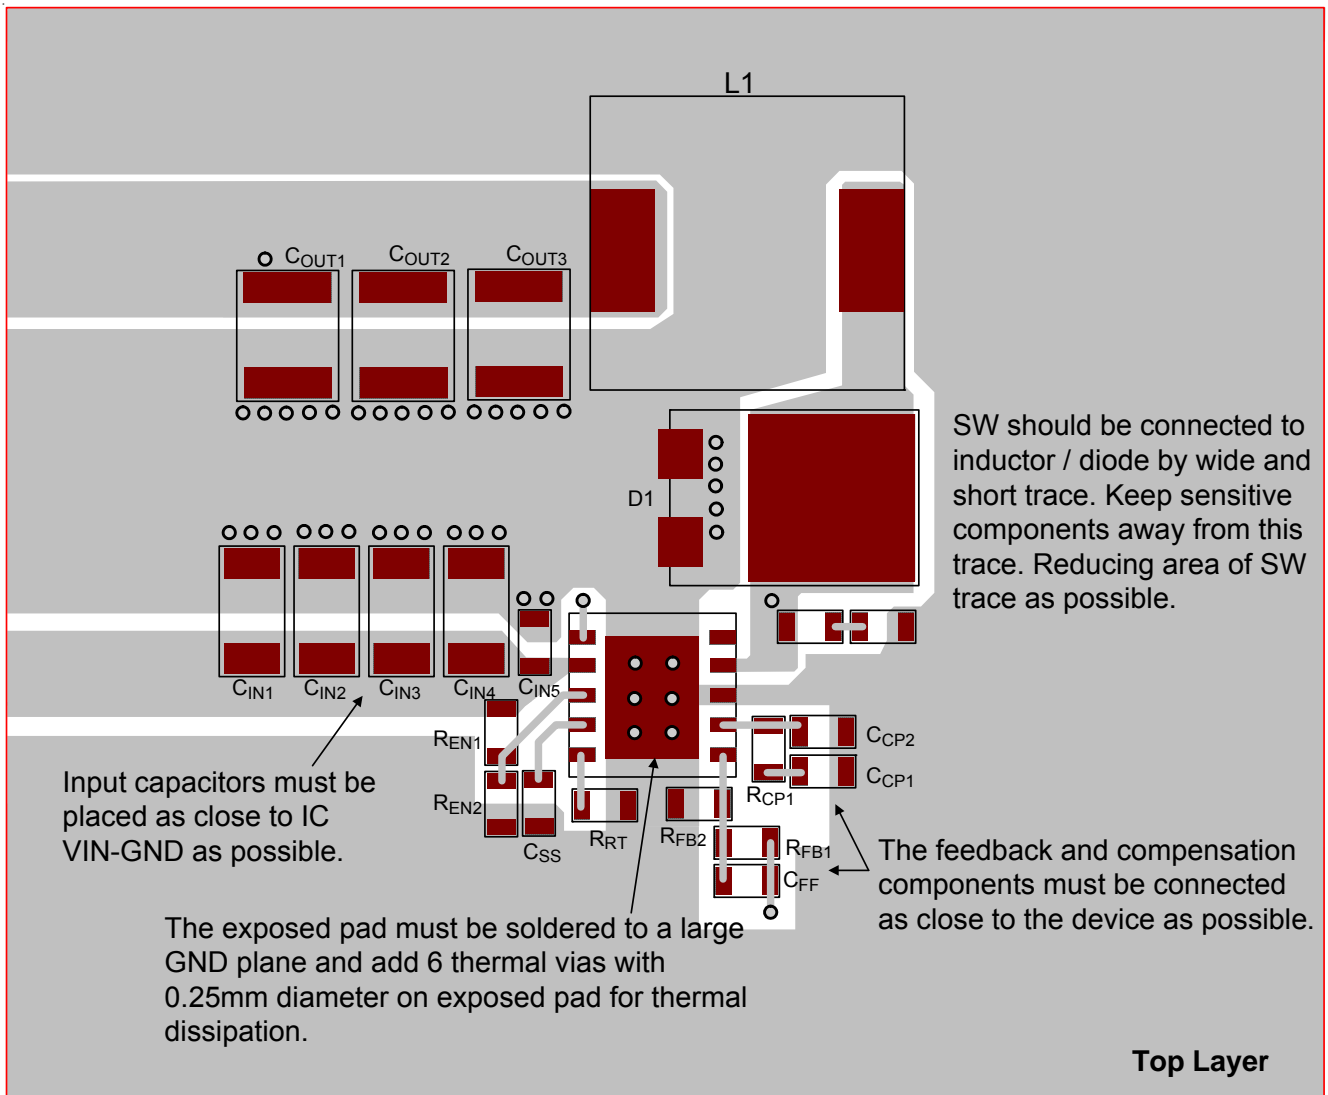 L1
COUT1
COUT2
COUT3
SW should be connected to
inductor / diode by wide and
short trace. Keep sensitive
components away from this
trace. Reducing area of SW
trace as possible.
D1
CIN1
CIN2
CIN3
CIN4
CIN5
REN1
CCP2
Input capacitors must be
placed as close to IC
VIN-GND as possible.
CCP1
RCP1
REN2
CSS
RRT
RFB2
RFB1
CFF
The feedback and compensation
components must be connected
as close to the device as possible.
The exposed pad must be soldered to a large
GND plane and add 6 thermal vias with
0.25mm diameter on exposed pad for thermal
dissipation.
Top Layer